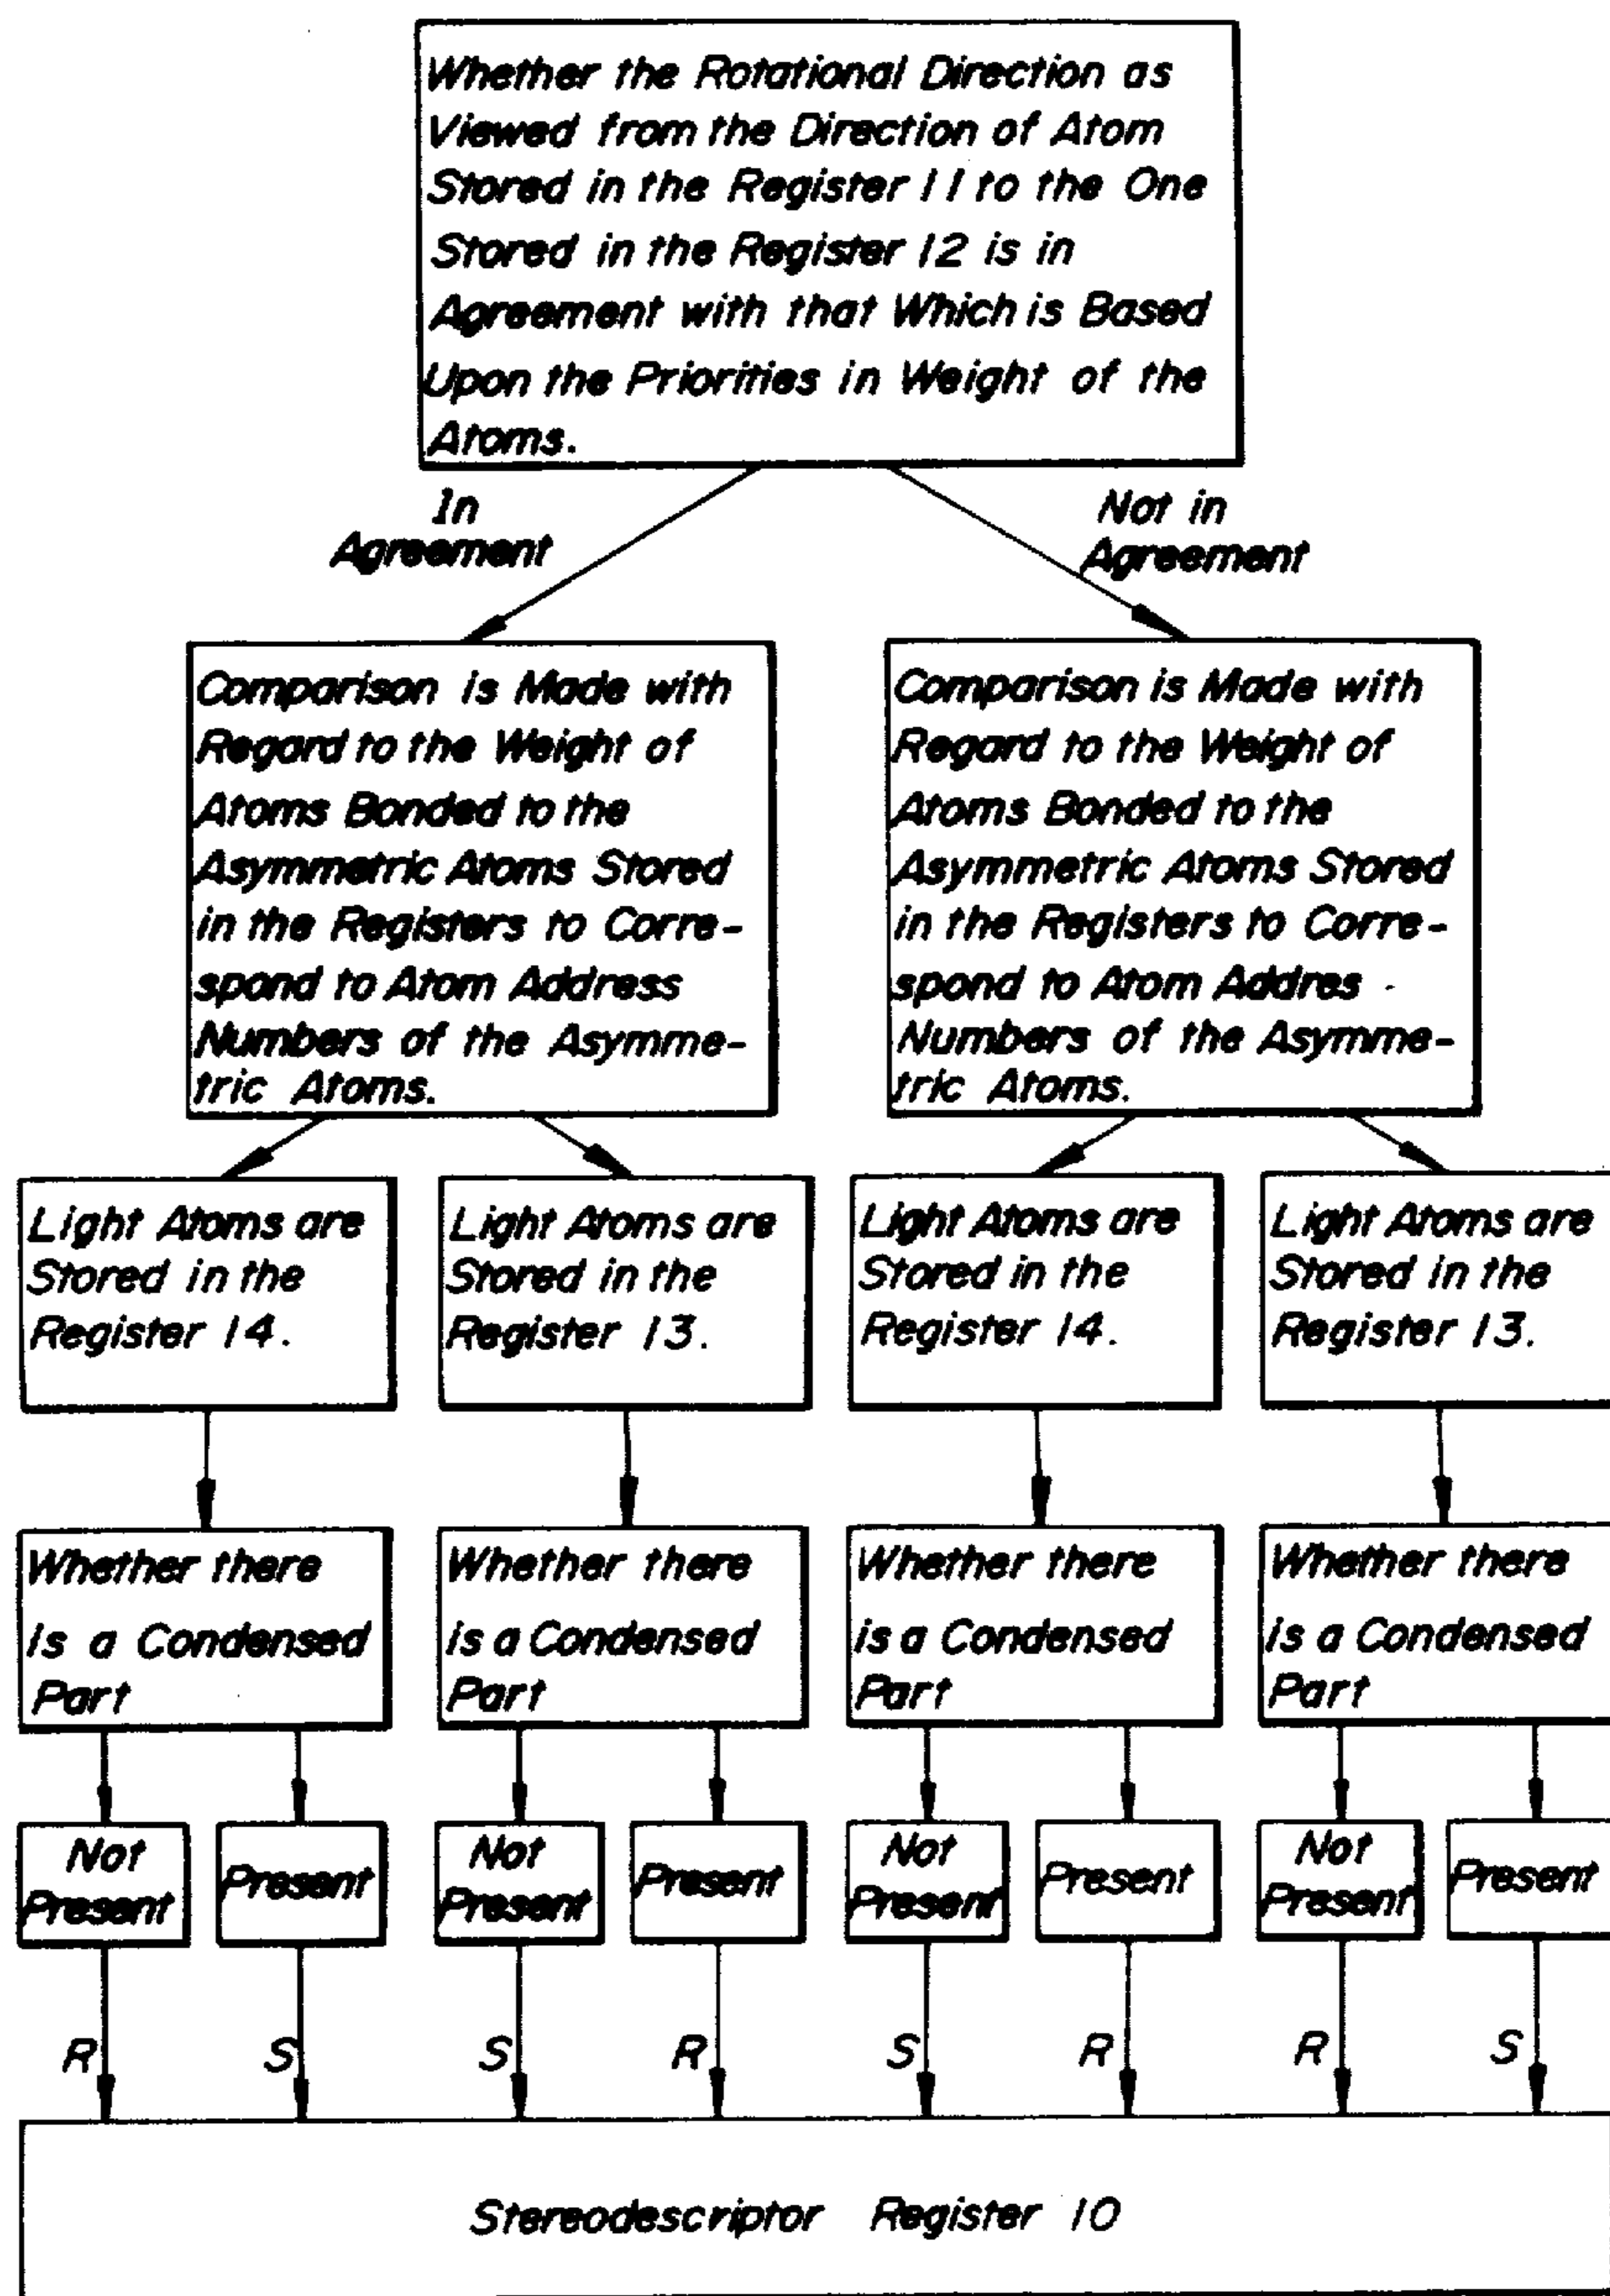 Whether the Rotational Direction as
Viewed from the Direction of Atom
Stored in the Register 11 to the One
Stored in the Register 12 is in
Agreement with that Which is Based
Upon the Priorities in Weight of the
Atoms.
In
Agreement
Not in
Agreement
Comparison is Made with
Regard to the Weight of
Atoms Bonded to the
Asymmetric Atoms Stored
in the Registers to Corre-
spond to Atom Address
Numbers of the Asymme-
tric Atoms.
Comparison is Made with
Regard to the Weight of
Atoms Bonded to the
Asymmetric Atoms Stored
in the Registers to Corre-
spond to Atom Addres
Numbers of the Asymme-
tric Atoms.
Light Atoms are
Stored in the
Register 14.
Light Atoms are
Stored in the
Register 13.
Light Atoms are
Stored in the
Register 14.
Light Atoms are
Stored in the
Register 13.
Whether there
is a Condensed
Part
Whether there
is a Condensed
Part
Whether there
is a Condensed
Part
Whether there
is a Condensed
Part
Not
Present
Present
Not
Present
Present
Not
Present
Present
Not
Present
Present
R
S
S
R
S
R
R
S
Stereodescriptor Register 10